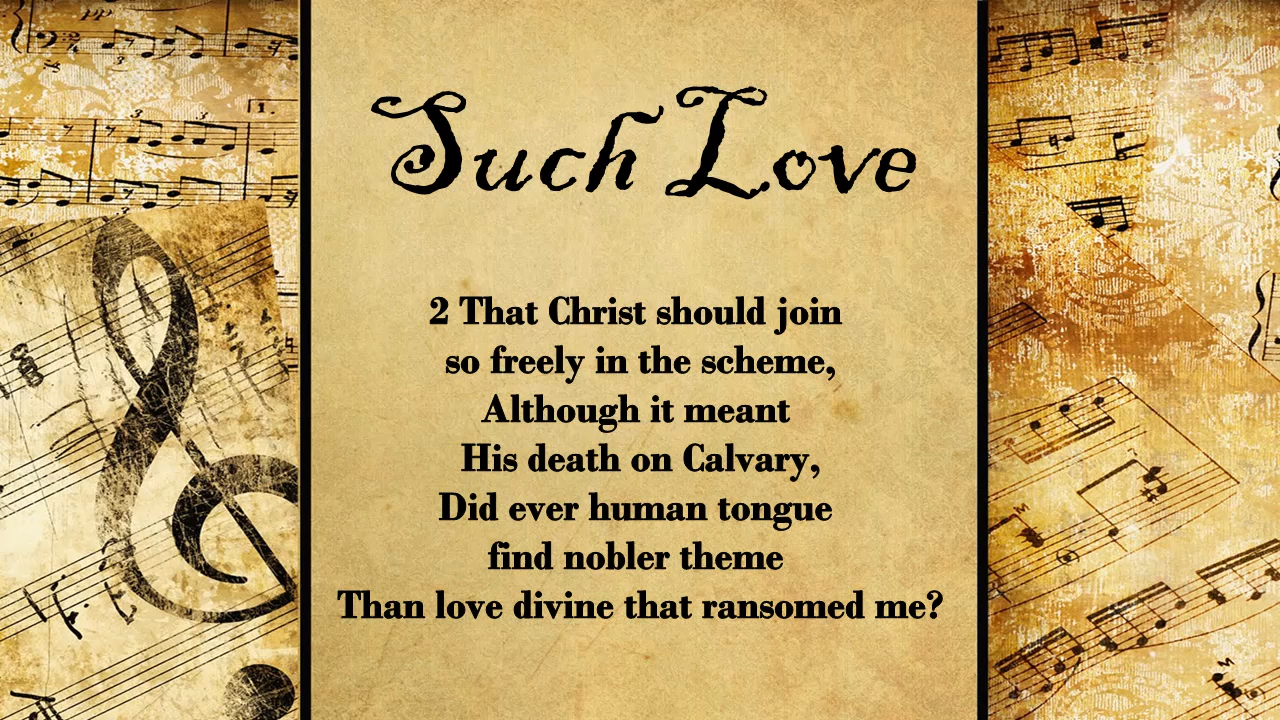 Such Love
2 That Christ should join
so freely in the scheme,
Although it meant
His death on Calvary,
Did ever human tongue
find nobler theme
Than love divine that ransomed me?